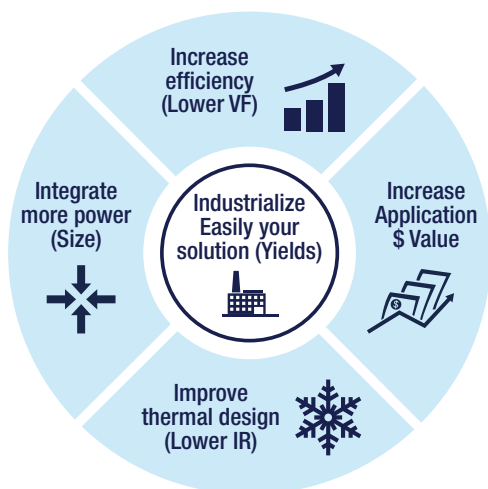 Increase
efficiency
(Lower VF)
Integrate
more power
(Size)
Industrialize
Easily your
solution (Yields)
Increase
Application
$ Value
$
Improve
thermal design
(Lower IR)